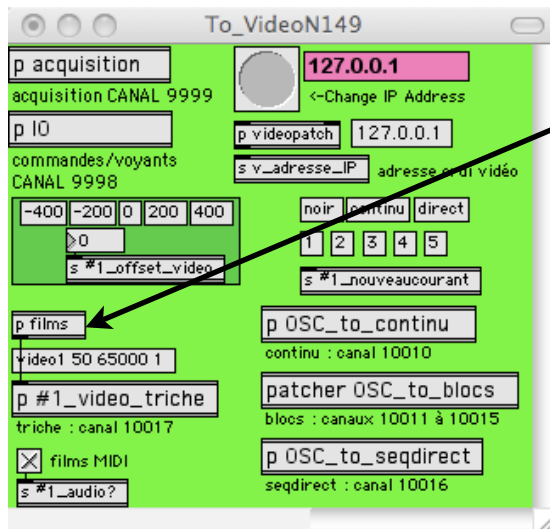 To_VideoN149
p acquisition
acquisition CANAL 9999
p IO
commandes/voyants
CANAL 9998
-400 -200 0 200 400
0
s #1_offset_video
p films
video1 50 65000 1
p #1_video_triche
triche : canal 10017
films MIDI
s #1_audio?
127.0.0.1
<-Change IP Address
p videopatch 127.0.0.1
s v_adresse_IP adresse ordi vidéo
noir continu direct
1 2 3 4 5
s #1_nouveaucourant
p OSC_to_continu
continu : canal 10010
patcher OSC_to_blocs
blocs : canaux 10011 à 10015
p OSC_to_seqdirect
seqdirect : canal 10016